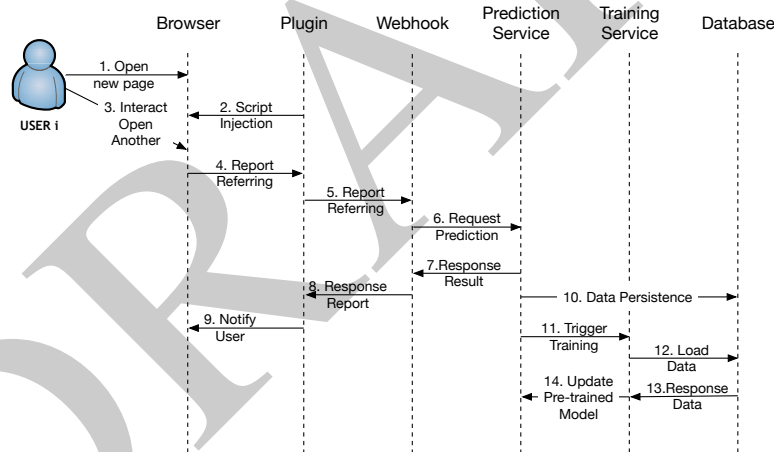 Browser
Plugin
Webhook
Prediction
Service
Training
Service
Database
1. Open
new page
USER i
3. Interact
Open
Another
2. Script
Injection
4. Report
Referring
5. Report
Referring
6. Request
Prediction
7.Response
Result
8. Response
Report
9. Notify
User
10. Data Persistence
11. Trigger
Training
12. Load
Data
13.Response
Data
14. Update
Pre-trained
Model